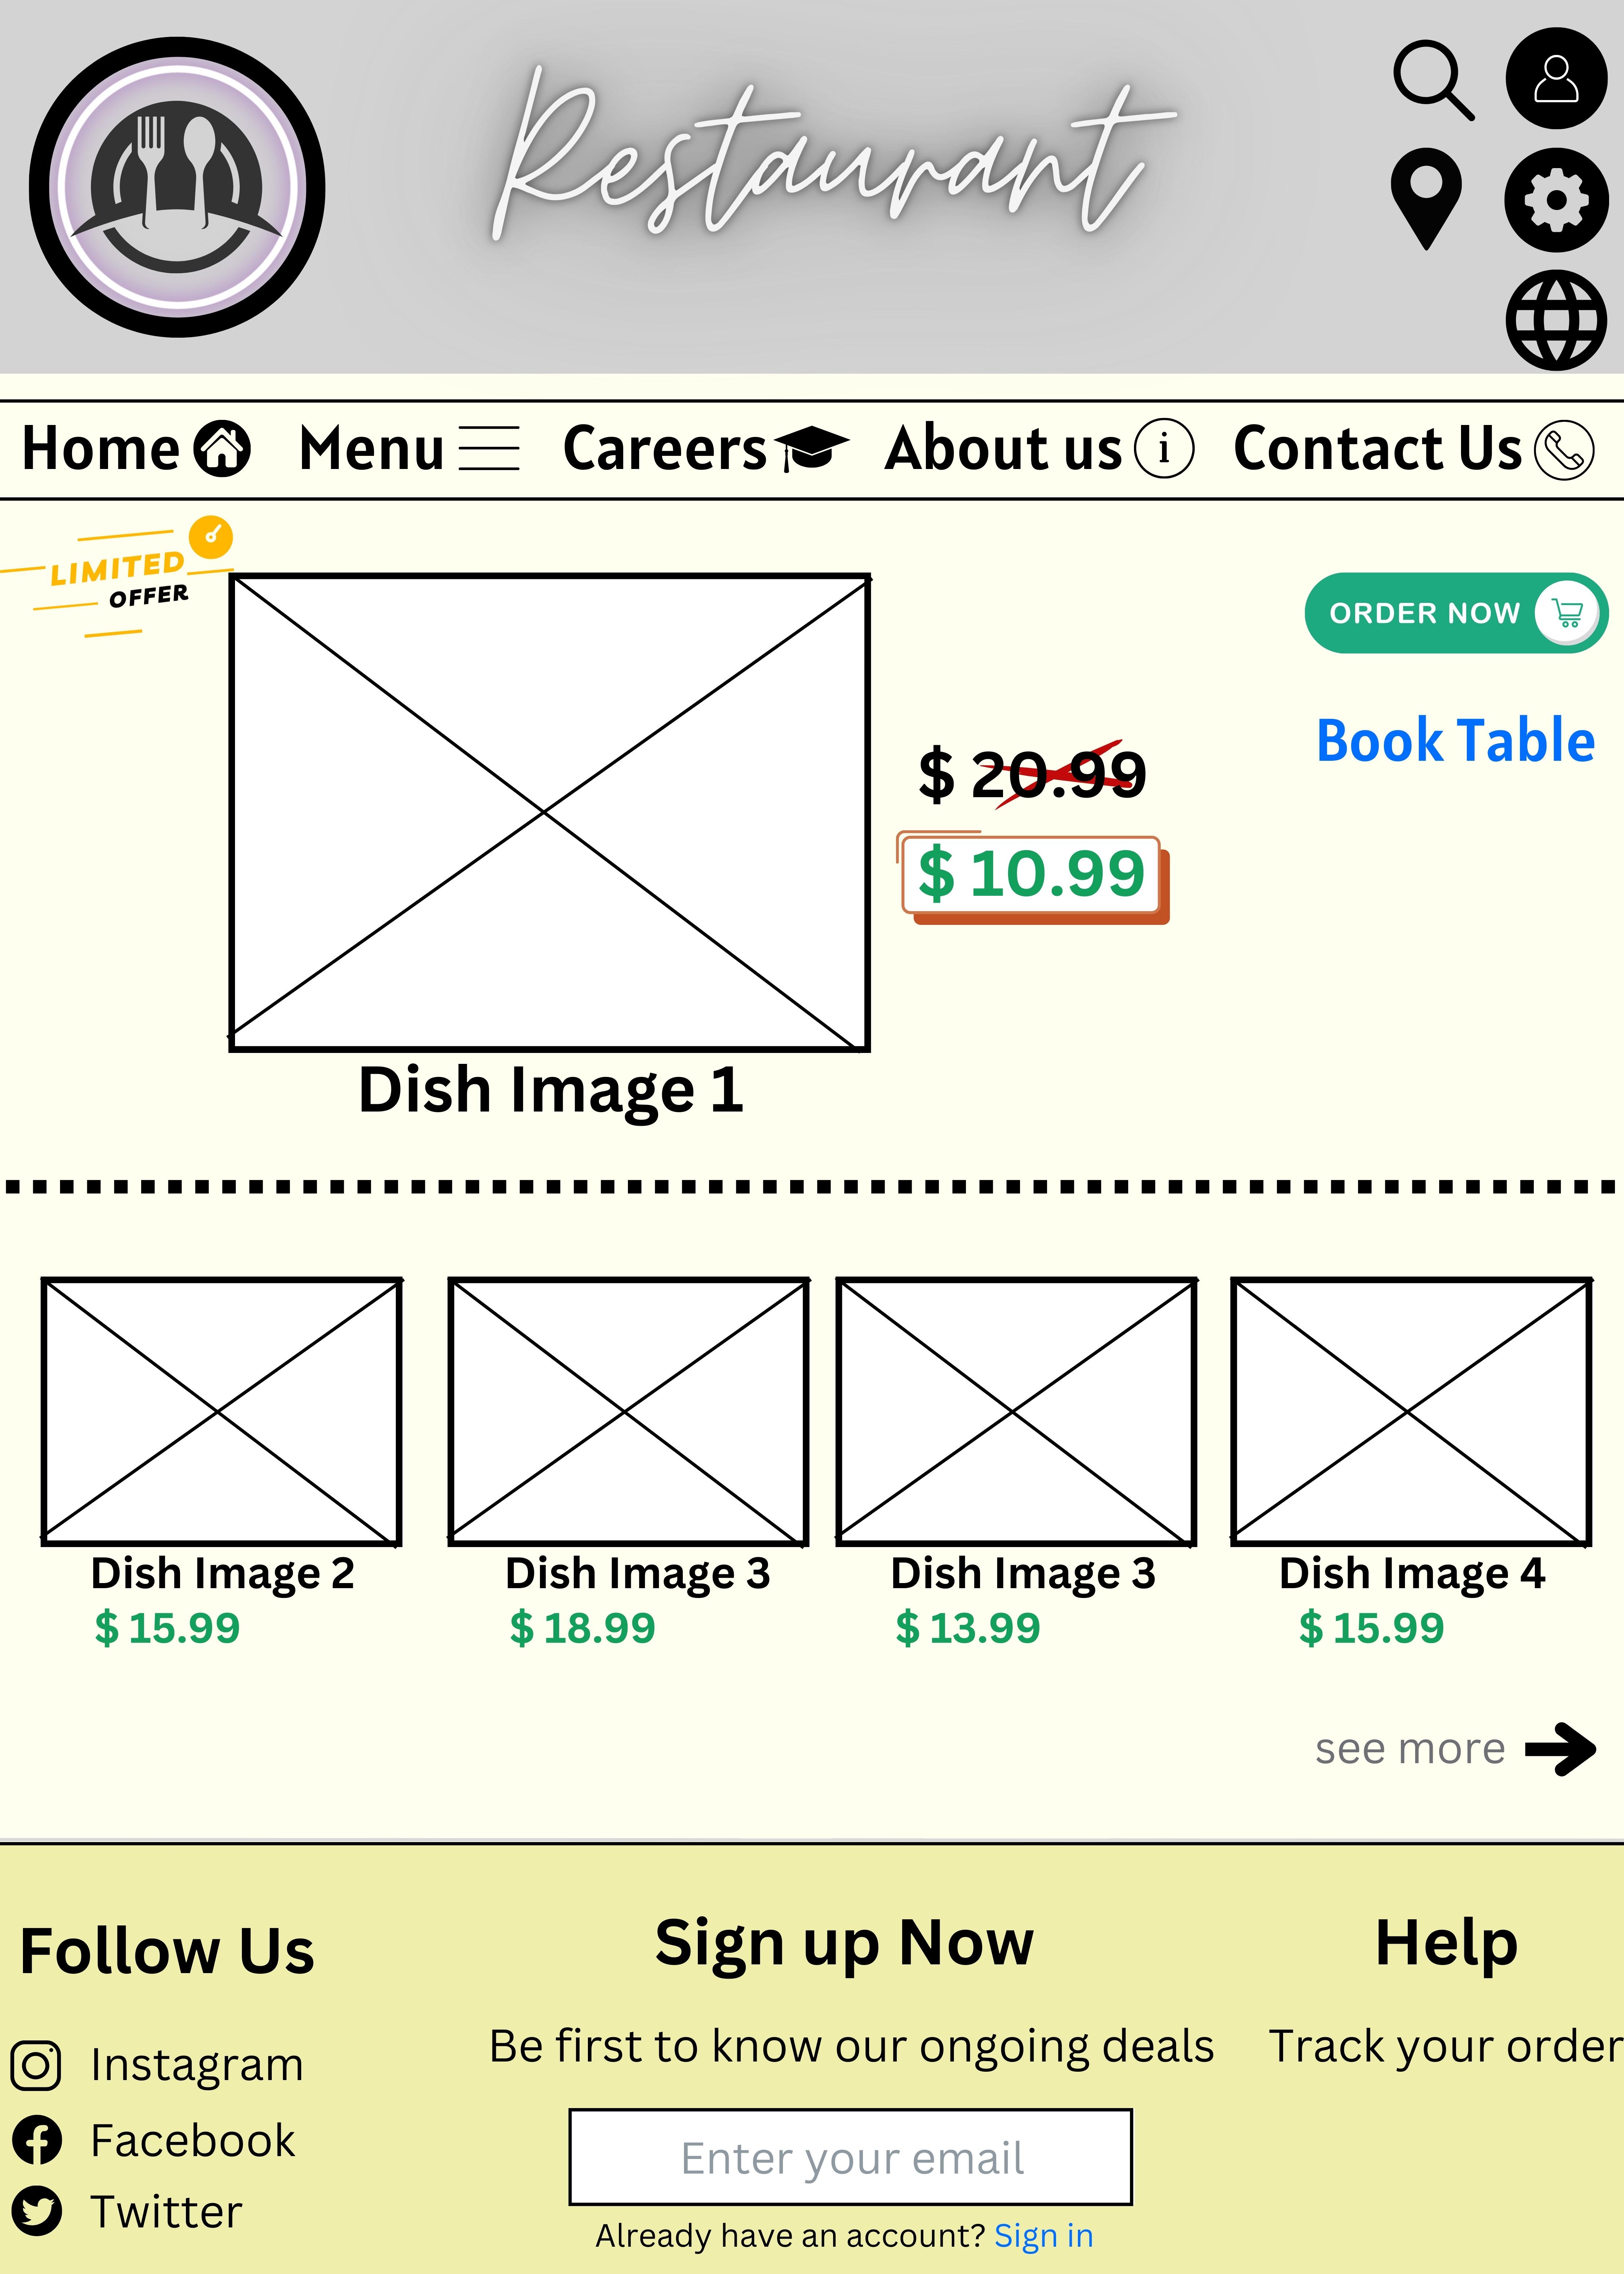 Restaurant
Home Menu Careers About us i Contact Us
LIMITED
OFFER
ORDER NOW
Book Table
$ 20.99
$ 10.99
Dish Image 1
Dish Image 2 Dish Image 3 Dish Image 3 Dish Image 4
$ 15.99 $ 18.99 $ 13.99 $ 15.99
see more
Follow Us
Instagram
Facebook
Twitter
Sign up Now
Be first to know our ongoing deals
Enter your email
Already have an account? Sign in
Help
Track your order